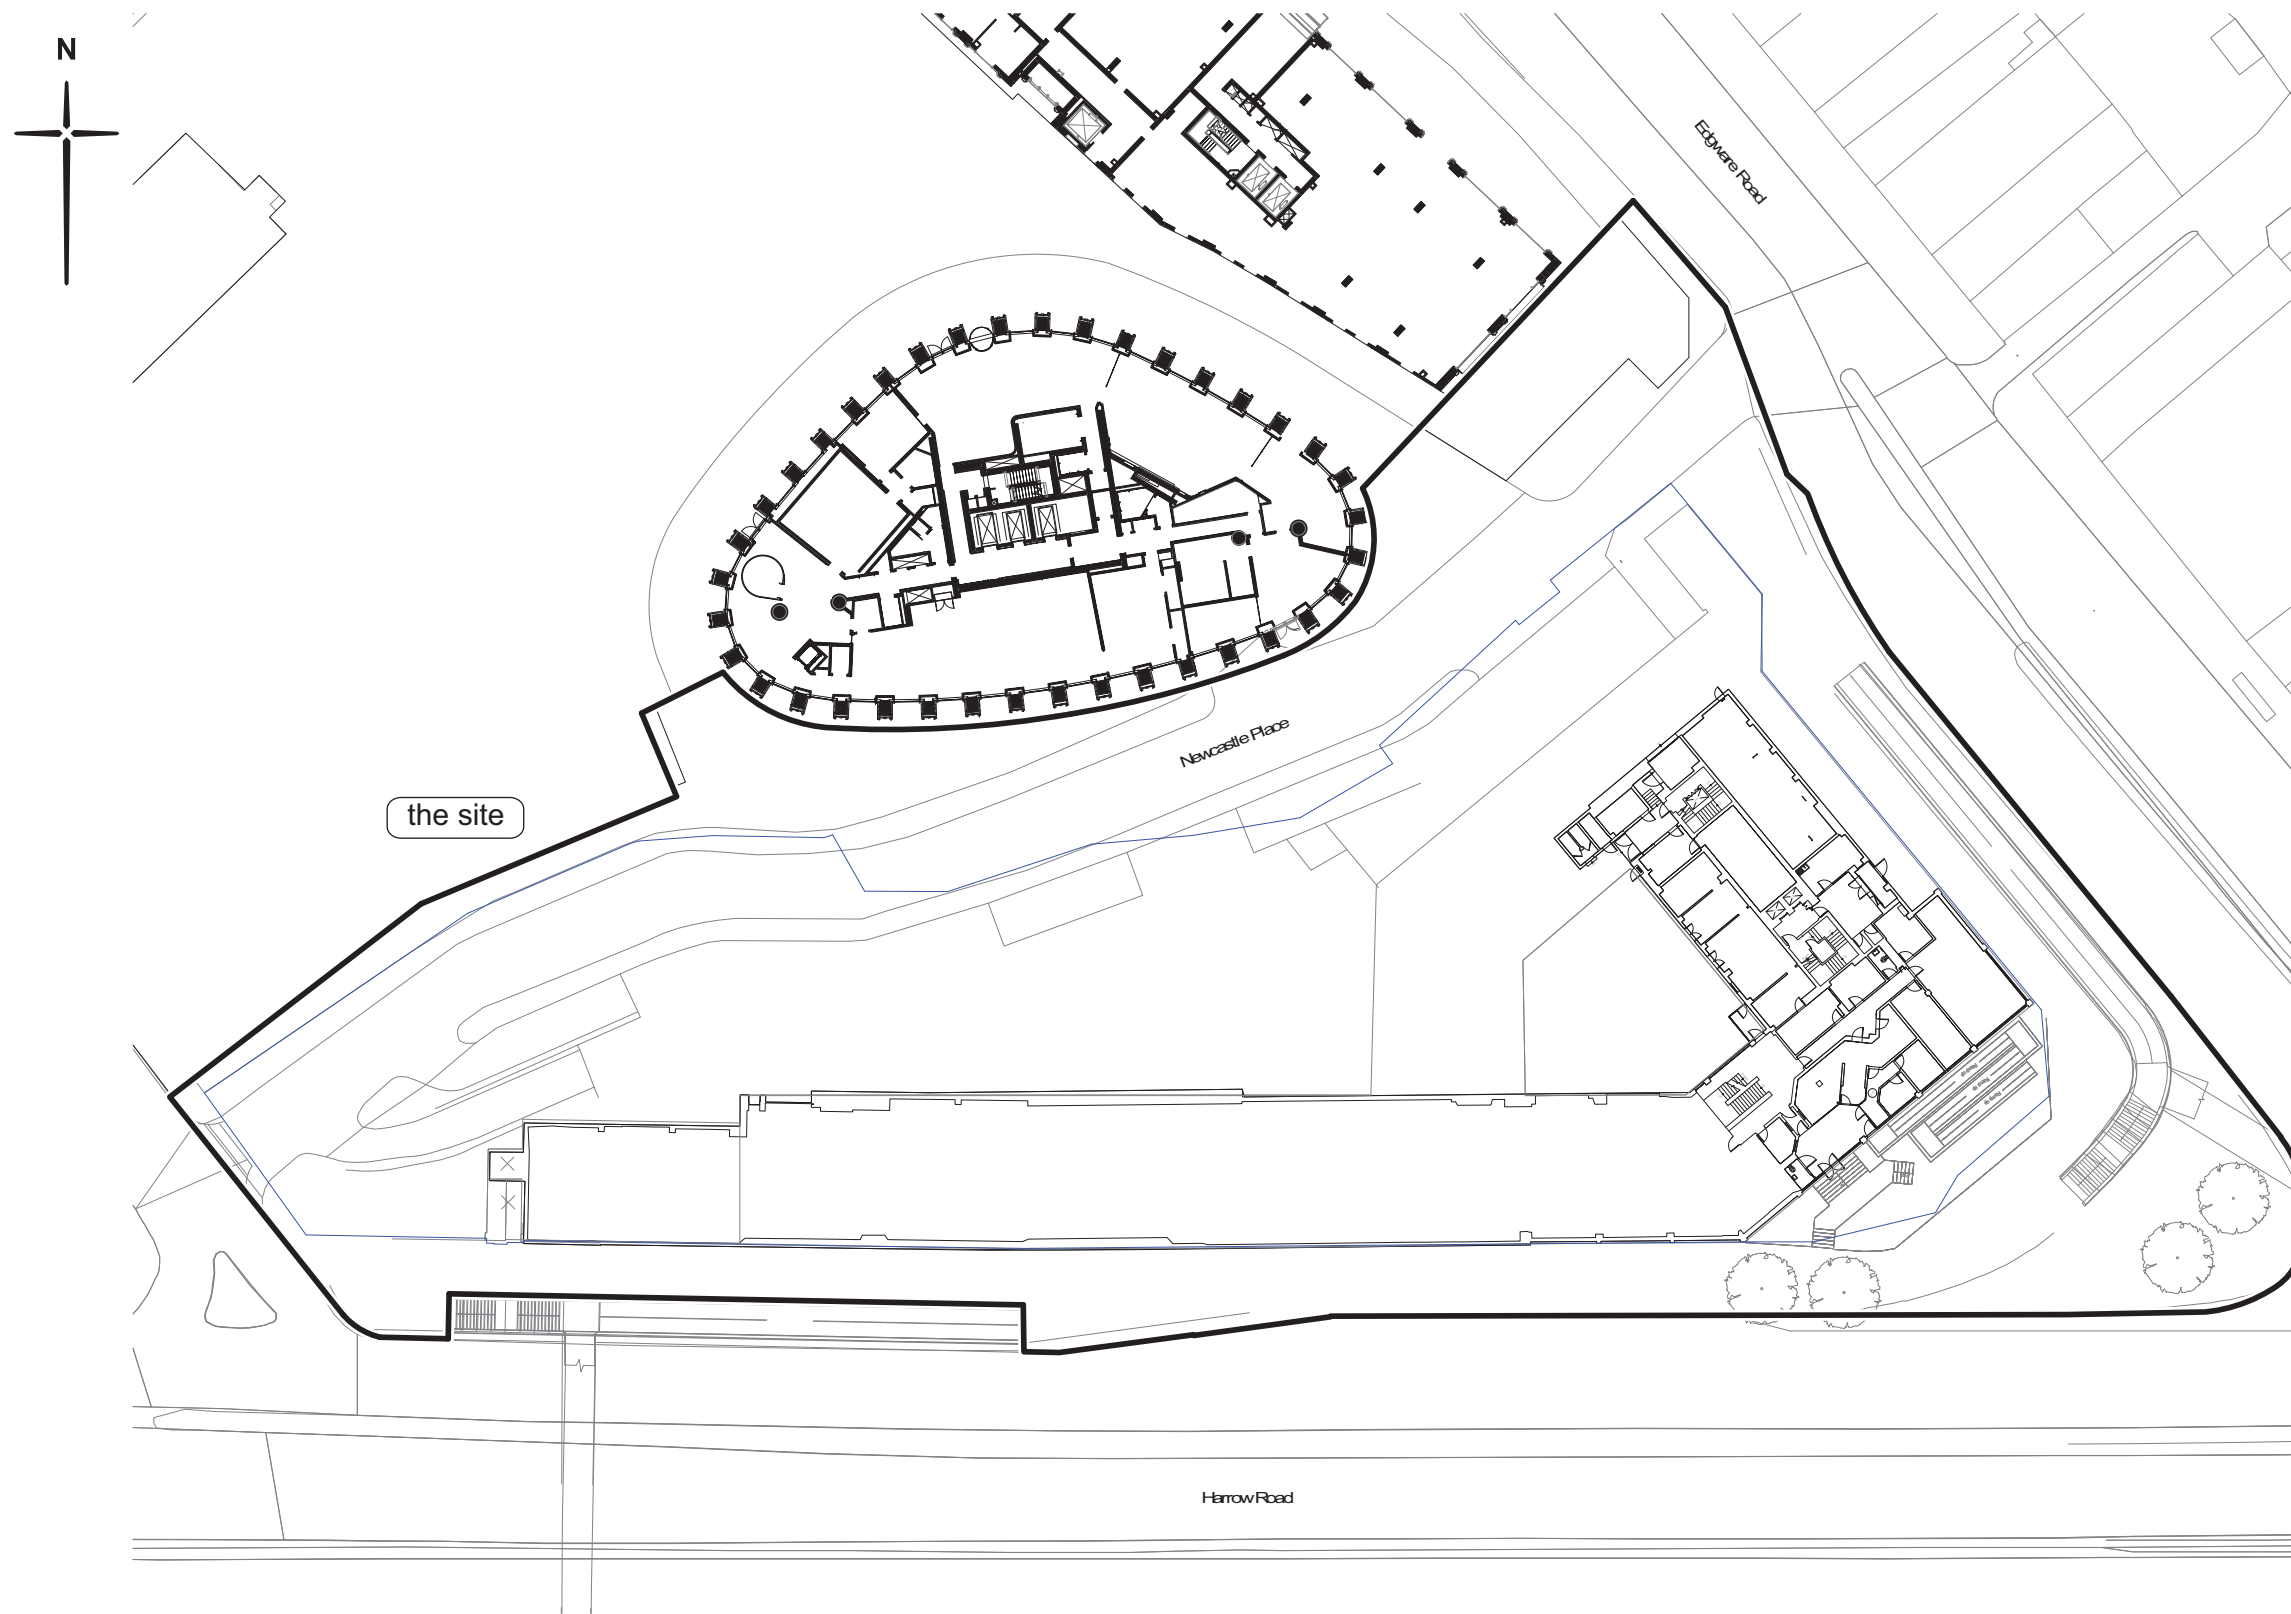 N
Edgware Road
Newcastle Place
the site
Harrow Road